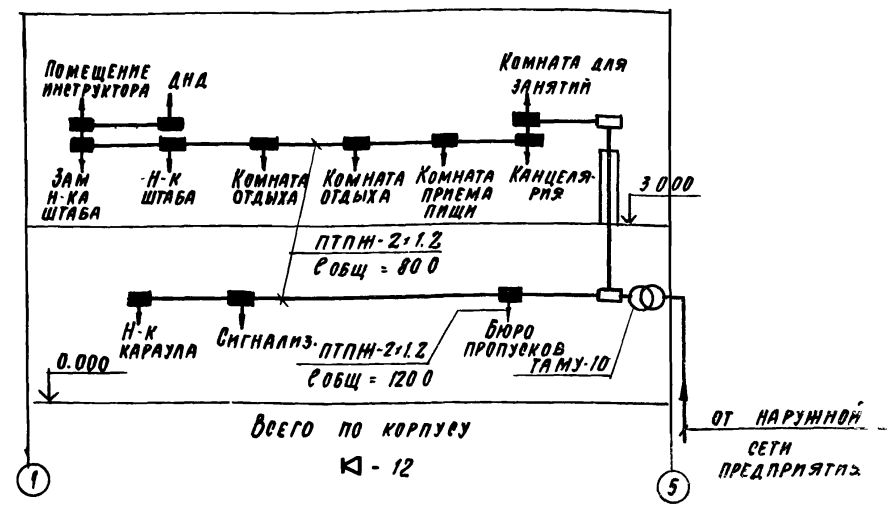 Помещение
инструктора
ДНД
Комната для
занятий
Зам
н-ка
штаба
Н-к
штаба
Комната
отдыха
Комната
отдыха
Комната
приема
пищи
Канцеля-
рия
3.000
ПТПЖ-2×1.2
ℓобщ = 800
Н-к
караула
Сигнализ.
Бюро
пропусков
ПТПЖ-2×1.2
ℓобщ = 1200
ТАМУ-10
0.000
Всего по корпусу
- 12
от наружной
сети
предприятия
1
5